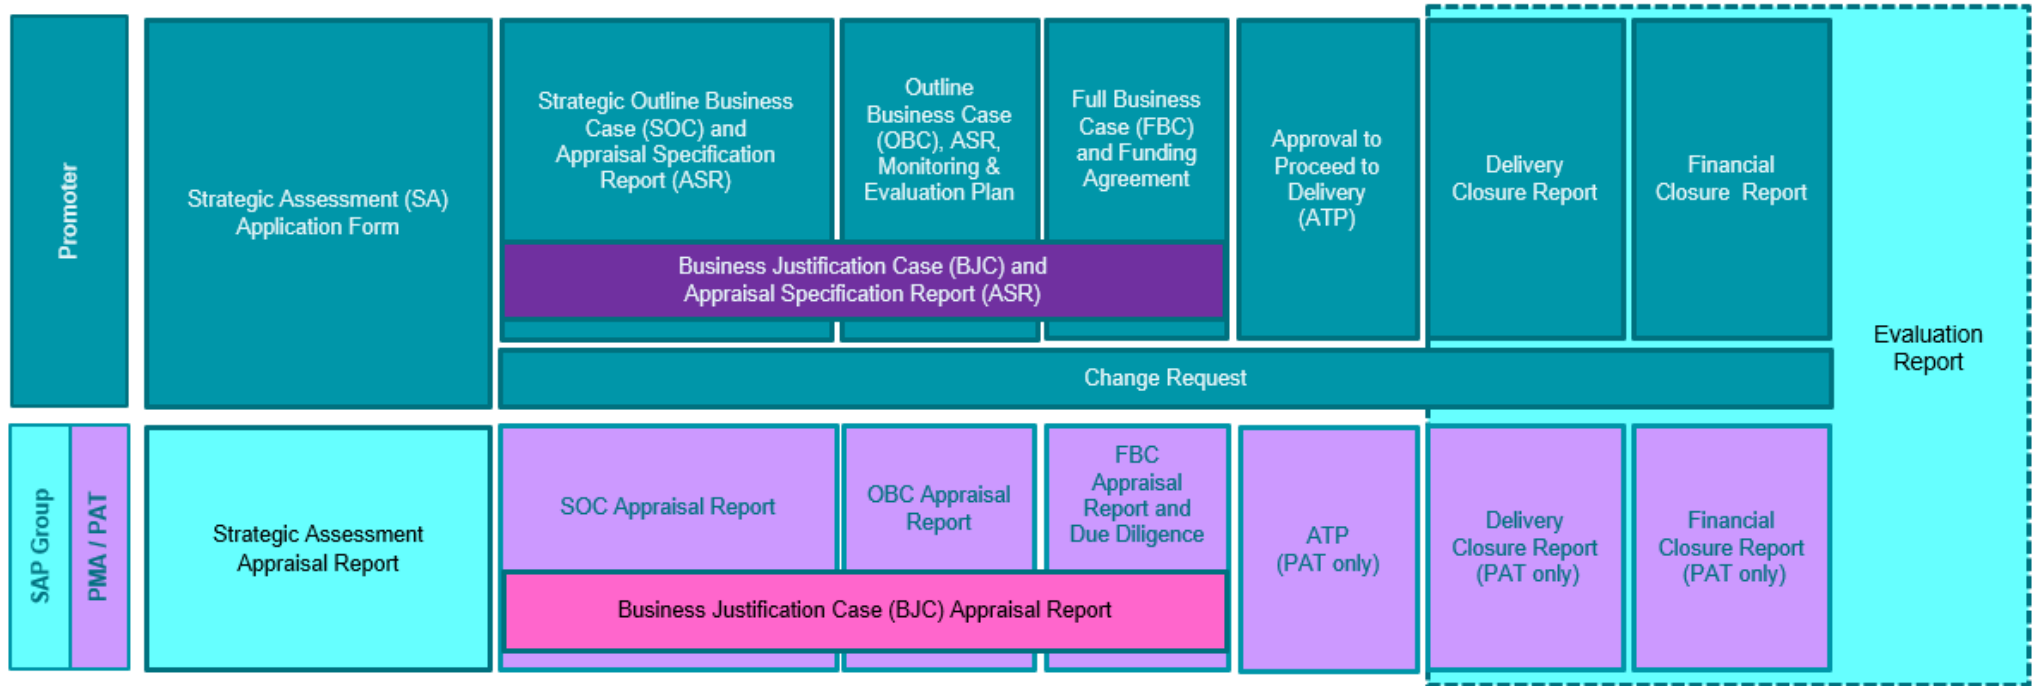 Promoter
Strategic Assessment (SA)
Application Form
Strategic Outline Business
Case (SOC) and
Appraisal Specification
Report (ASR)
Outline
Business Case
(OBC), ASR,
Monitoring &
Evaluation Plan
Full Business
Case (FBC)
and Funding
Agreement
Approval to
Proceed to
Delivery
(ATP)
Delivery
Closure Report
Financial
Closure Report
Business Justification Case (BJC) and
Appraisal Specification Report (ASR)
Change Request
Evaluation
Report
SAP Group
PMA / PAT
Strategic Assessment
Appraisal Report
SOC Appraisal Report
OBC Appraisal
Report
FBC
Appraisal
Report and
Due Diligence
ATP
(PAT only)
Delivery
Closure Report
(PAT only)
Financial
Closure Report
(PAT only)
Business Justification Case (BJC) Appraisal Report